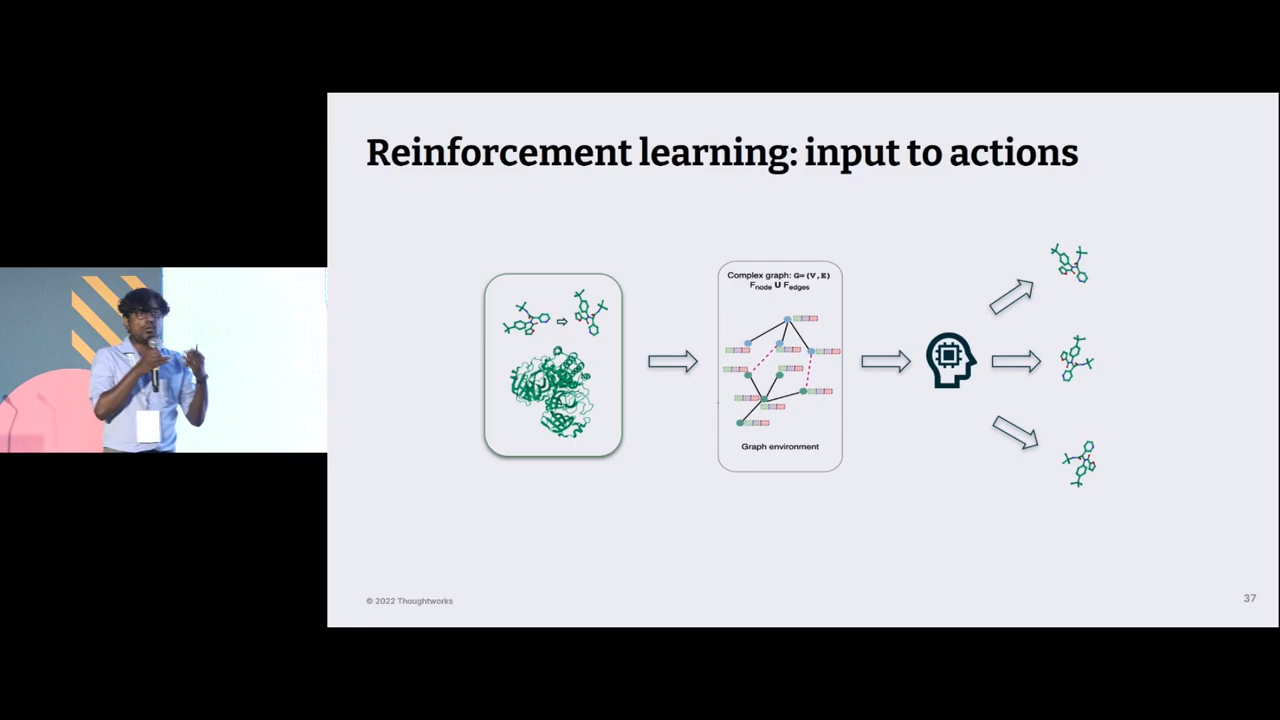 Reinforcement learning: input to actions
Complex graph: G=(V,E)
Fnode U Fedges
Graph environment
© 2022 Thoughtworks
37